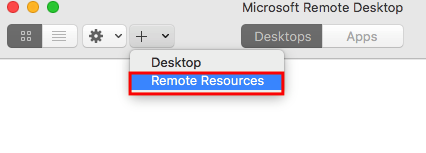 Microsoft Remote Desktop
Desktops Apps
Desktop
Remote Resources